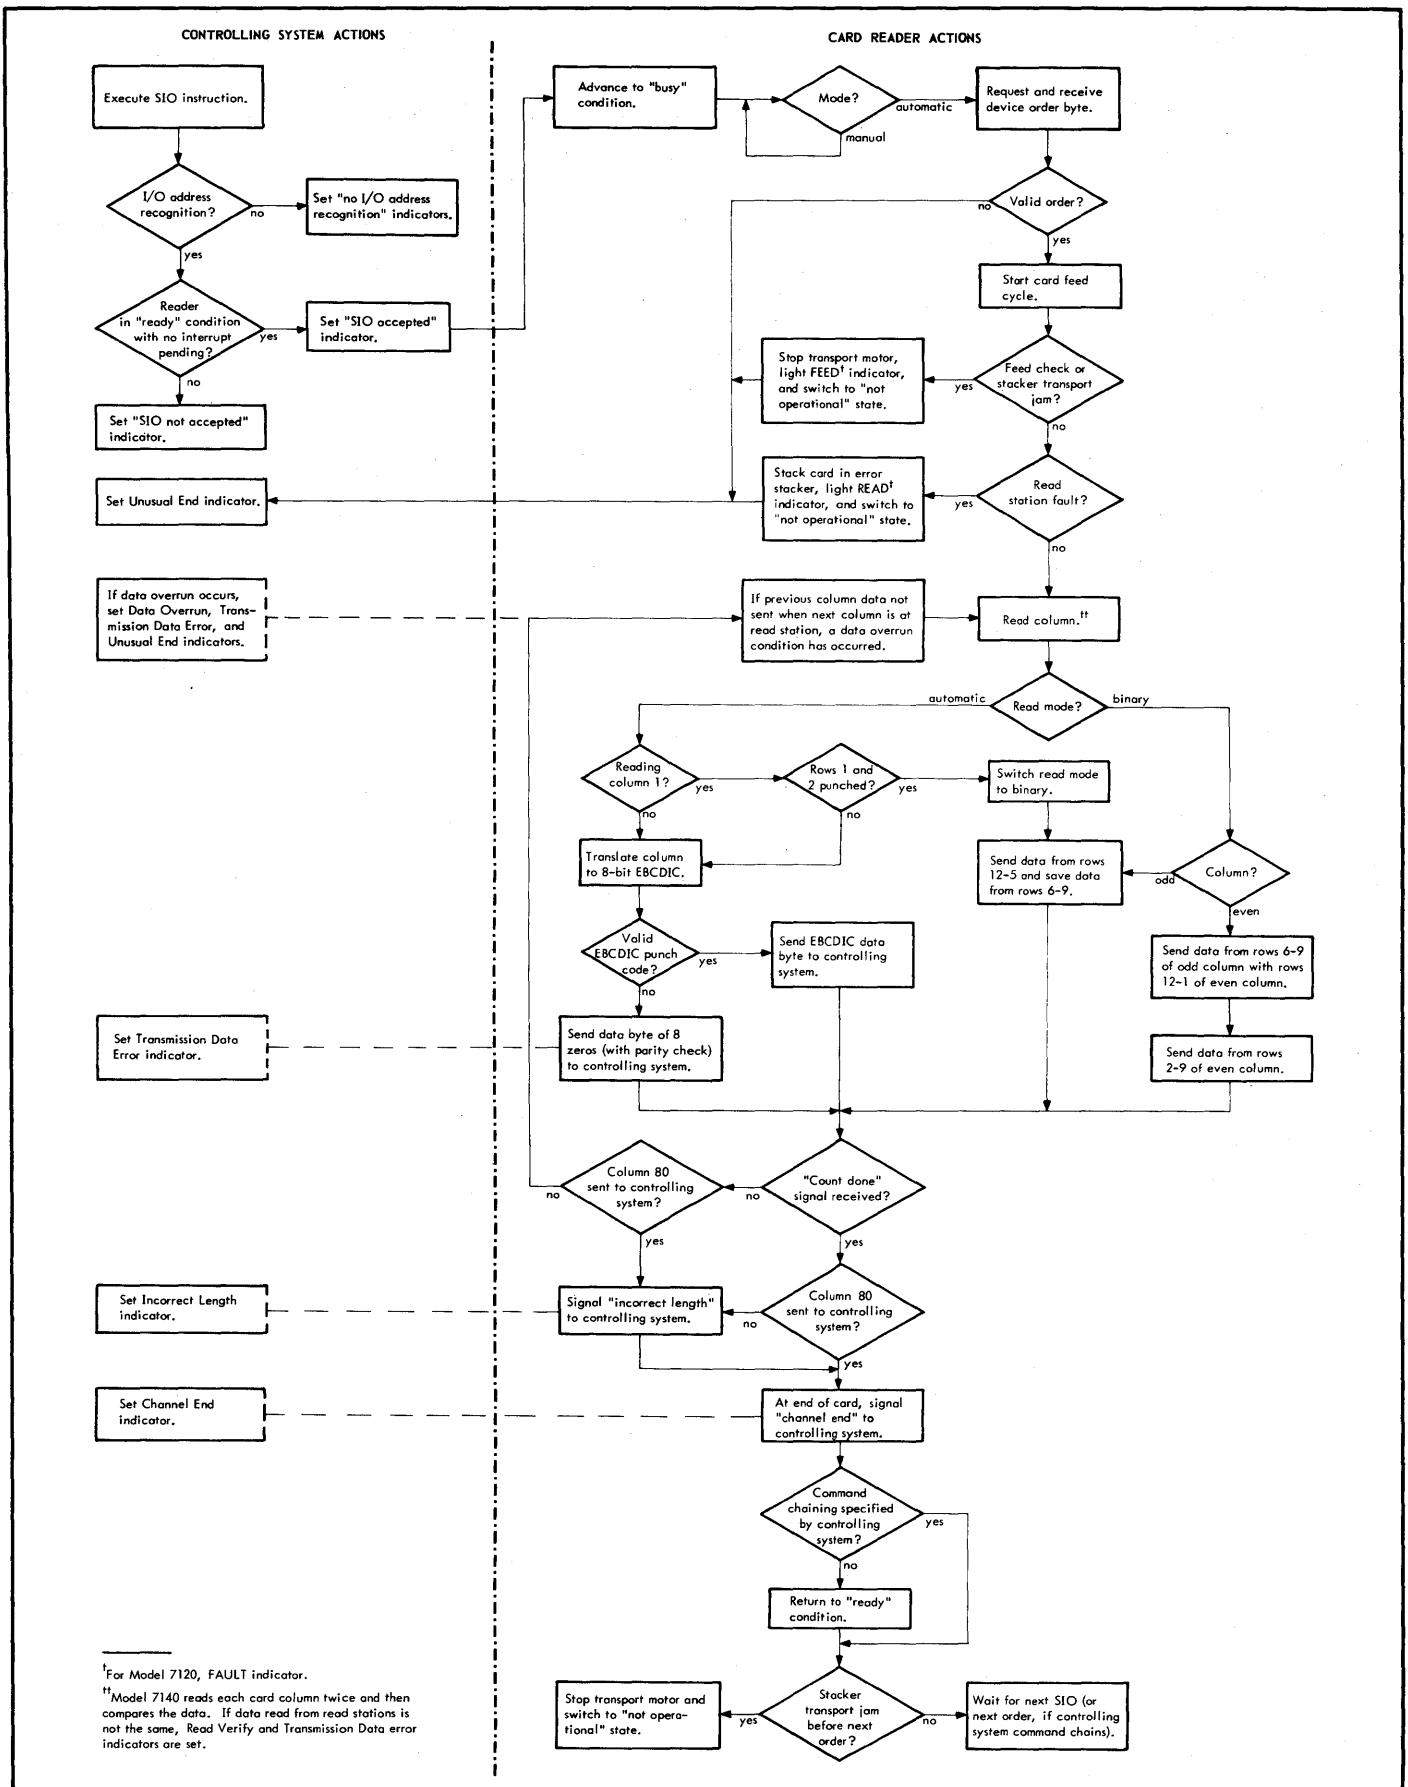 CONTROLLING SYSTEM ACTIONS
CARD READER ACTIONS
Execute SIO instruction.
Advance to "busy"
condition.
Mode?
automatic
manual
Request and receive
device order byte.
I/O address
recognition?
no
yes
Set "no I/O address
recognition" indicators.
Valid order?
no
yes
Start card feed
cycle.
Reader
in "ready" condition
with no interrupt
pending?
yes
no
Set "SIO accepted"
indicator.
Stop transport motor,
light FEED† indicator,
and switch to "not
operational" state.
Feed check or
stacker transport
jam?
yes
no
Set "SIO not accepted"
indicator.
Set Unusual End indicator.
Stack card in error
stacker, light READ†
indicator, and switch to
"not operational" state.
Read
station fault?
yes
no
If data overrun occurs,
set Data Overrun, Trans-
mission Data Error, and
Unusual End indicators.
If previous column data not
sent when next column is at
read station, a data overrun
condition has occurred.
Read column.††
Read mode?
automatic
binary
Reading
column 1?
yes
no
Rows 1 and
2 punched?
yes
no
Switch read mode
to binary.
Translate column
to 8-bit EBCDIC.
Send data from rows
12-5 and save data
from rows 6-9.
Column?
odd
even
Valid
EBCDIC punch
code?
yes
no
Send EBCDIC data
byte to controlling
system.
Send data from rows 6-9
of odd column with rows
12-1 of even column.
Set Transmission Data
Error indicator.
Send data byte of 8
zeros (with parity check)
to controlling system.
Send data from rows
2-9 of even column.
Column 80
sent to controlling
system?
no
yes
"Count done"
signal received?
no
yes
Set Incorrect Length
indicator.
Signal "incorrect length"
to controlling system.
Column 80
sent to controlling
system?
no
yes
Set Channel End
indicator.
At end of card, signal
"channel end" to
controlling system.
Command
chaining specified
by controlling
system?
yes
no
Return to "ready"
condition.
Stop transport motor and
switch to "not opera-
tional" state.
Stacker
transport jam
before next
order?
yes
no
Wait for next SIO (or
next order, if controlling
system command chains).
†For Model 7120, FAULT indicator.
††Model 7140 reads each card column twice and then
compares the data. If data read from read stations is
not the same, Read Verify and Transmission Data error
indicators are set.